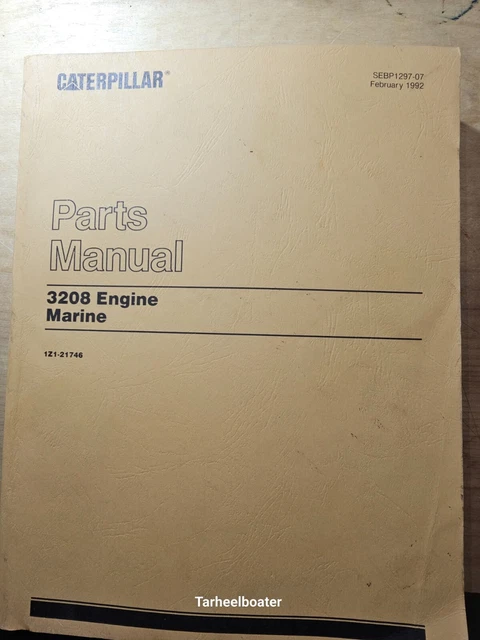 CATERPILLAR®
SEBP1297-07
February 1992
Parts
Manual
3208 Engine
Marine
1Z1-21746
Tarheelboater